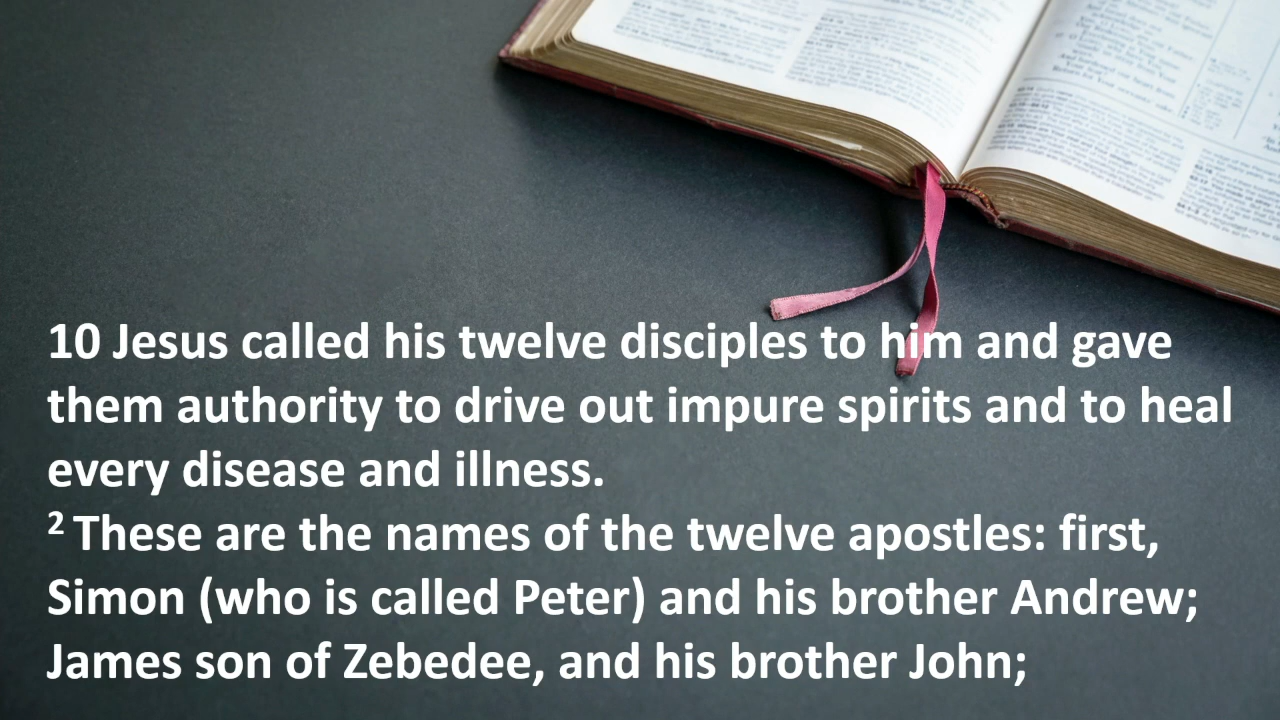 10 Jesus called his twelve disciples to him and gave
them authority to drive out impure spirits and to heal
every disease and illness.
2 These are the names of the twelve apostles: first,
Simon (who is called Peter) and his brother Andrew;
James son of Zebedee, and his brother John;